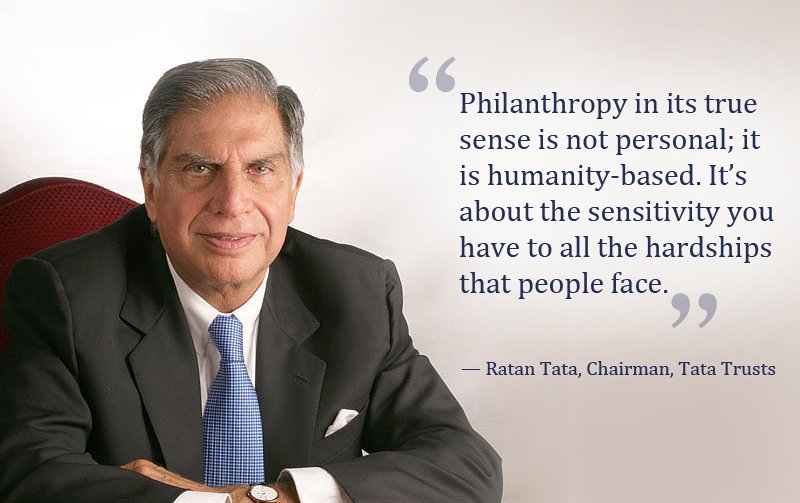 “Philanthropy in its true
sense is not personal; it
is humanity-based. It’s
about the sensitivity you
have to all the hardships
that people face.”
— Ratan Tata, Chairman, Tata Trusts